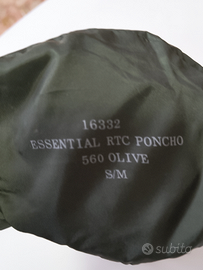 16332
ESSENTIAL RTC PONCHO
560 OLIVE
S/M
subito